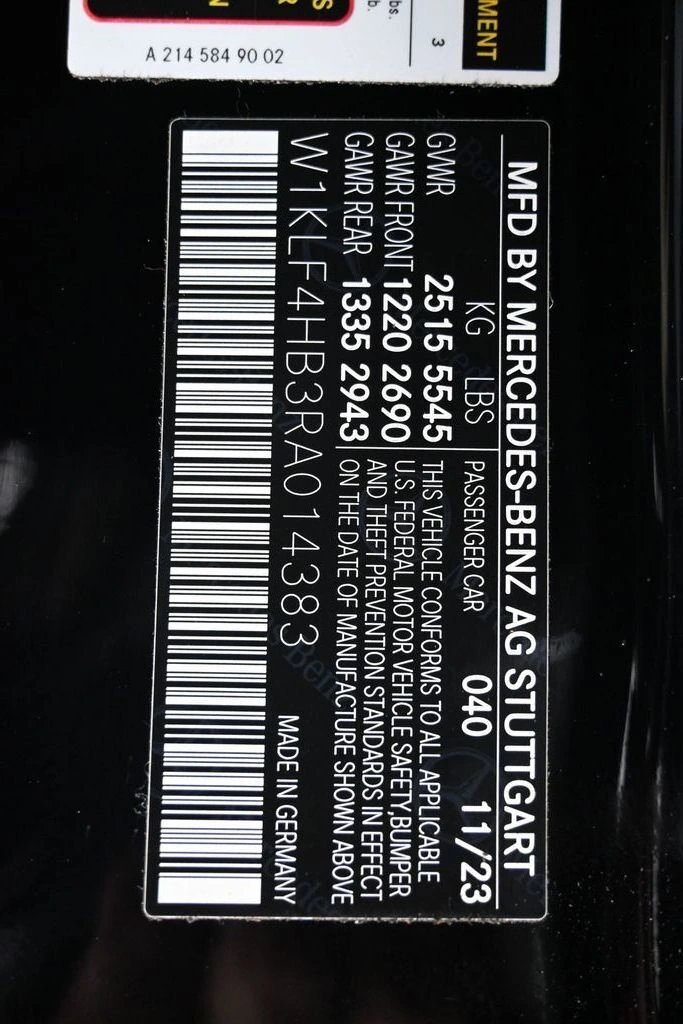 MENT
3
A 214 584 90 02
MFD BY MERCEDES-BENZ AG STUTTGART
KG LBS
PASSENGER CAR 040 11/23
GVWR 2515 5545
GAWR FRONT 1220 2690
GAWR REAR 1335 2943
THIS VEHICLE CONFORMS TO ALL APPLICABLE
U.S. FEDERAL MOTOR VEHICLE SAFETY,BUMPER
AND THEFT PREVENTION STANDARDS IN EFFECT
ON THE DATE OF MANUFACTURE SHOWN ABOVE
W1KLF4HB3RA014383 MADE IN GERMANY